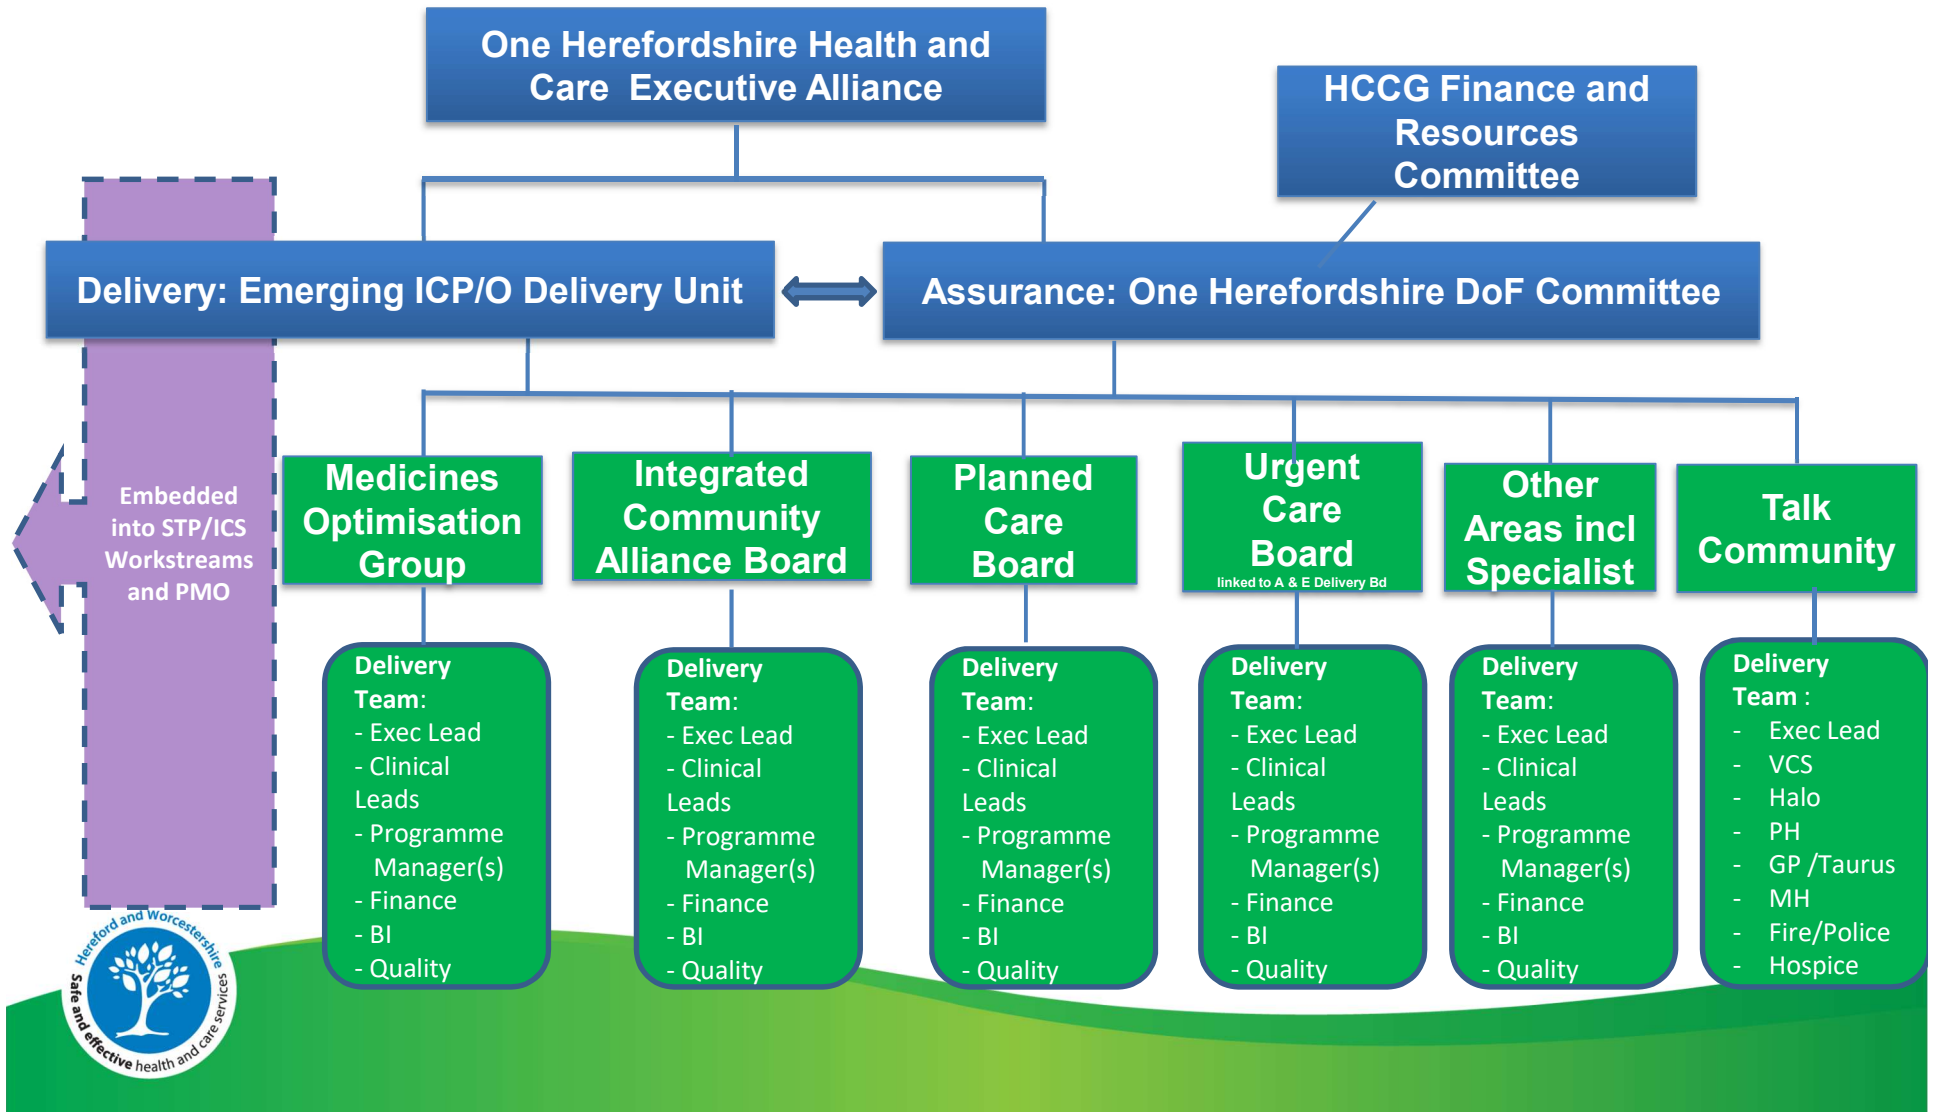 One Herefordshire Health and
Care Executive Alliance
HCCG Finance and
Resources
Committee
Delivery: Emerging ICP/O Delivery Unit
Assurance: One Herefordshire DoF Committee
Embedded
into STP/ICS
Workstreams
and PMO
Medicines
Optimisation
Group
Integrated
Community
Alliance Board
Planned
Care
Board
Urgent
Care
Board
linked to A & E Delivery Bd
Other
Areas incl
Specialist
Talk
Community
Delivery
Team:
- Exec Lead
- Clinical
Leads
- Programme
Manager(s)
- Finance
- BI
- Quality
Delivery
Team:
- Exec Lead
- Clinical
Leads
- Programme
Manager(s)
- Finance
- BI
- Quality
Delivery
Team:
- Exec Lead
- Clinical
Leads
- Programme
Manager(s)
- Finance
- BI
- Quality
Delivery
Team:
- Exec Lead
- Clinical
Leads
- Programme
Manager(s)
- Finance
- BI
- Quality
Delivery
Team:
- Exec Lead
- Clinical
Leads
- Programme
Manager(s)
- Finance
- BI
- Quality
Delivery
Team :
- Exec Lead
- VCS
- Halo
- PH
- GP /Taurus
- MH
- Fire/Police
- Hospice
Hereford and Worcestershire
Safe and effective health and care services